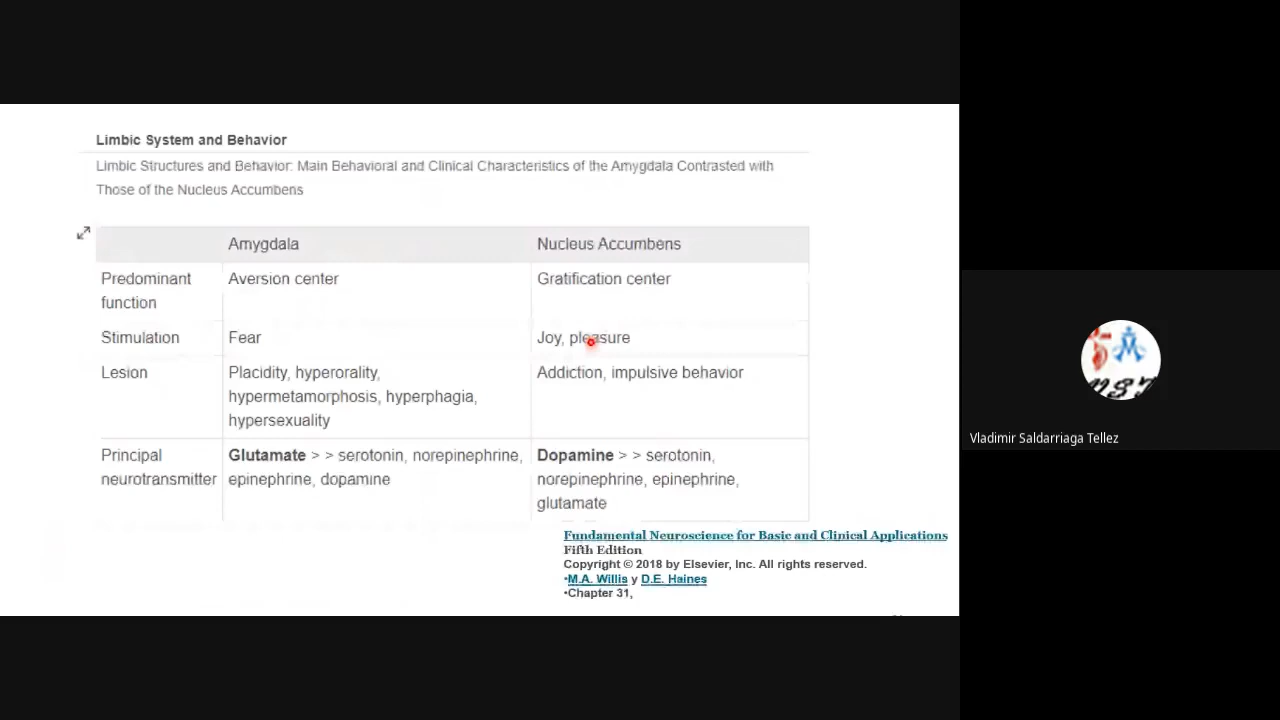 Limbic System and Behavior
Limbic Structures and Behavior: Main Behavioral and Clinical Characteristics of the Amygdala Contrasted with
Those of the Nucleus Accumbens
Amygdala Nucleus Accumbens
Predominant Aversion center Gratification center
function
Stimulation Fear Joy, pleasure
Lesion Placidity, hyperorality, Addiction, impulsive behavior
hypermetamorphosis, hyperphagia,
hypersexuality
Principal Glutamate > > serotonin, norepinephrine, Dopamine > > serotonin,
neurotransmitter epinephrine, dopamine norepinephrine, epinephrine,
glutamate
Fundamental Neuroscience for Basic and Clinical Applications
Fifth Edition
Copyright © 2018 by Elsevier, Inc. All rights reserved.
•M.A. Willis y D.E. Haines
•Chapter 31,
Vladimir Saldarriaga Tellez